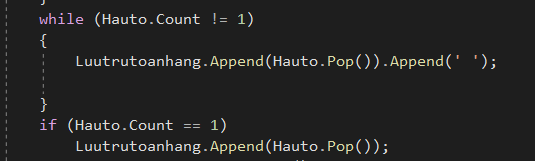 while (Hauto.Count != 1)
{
Luutrutoanhang.Append(Hauto.Pop()).Append(' ');
}
if (Hauto.Count == 1)
Luutrutoanhang.Append(Hauto.Pop());